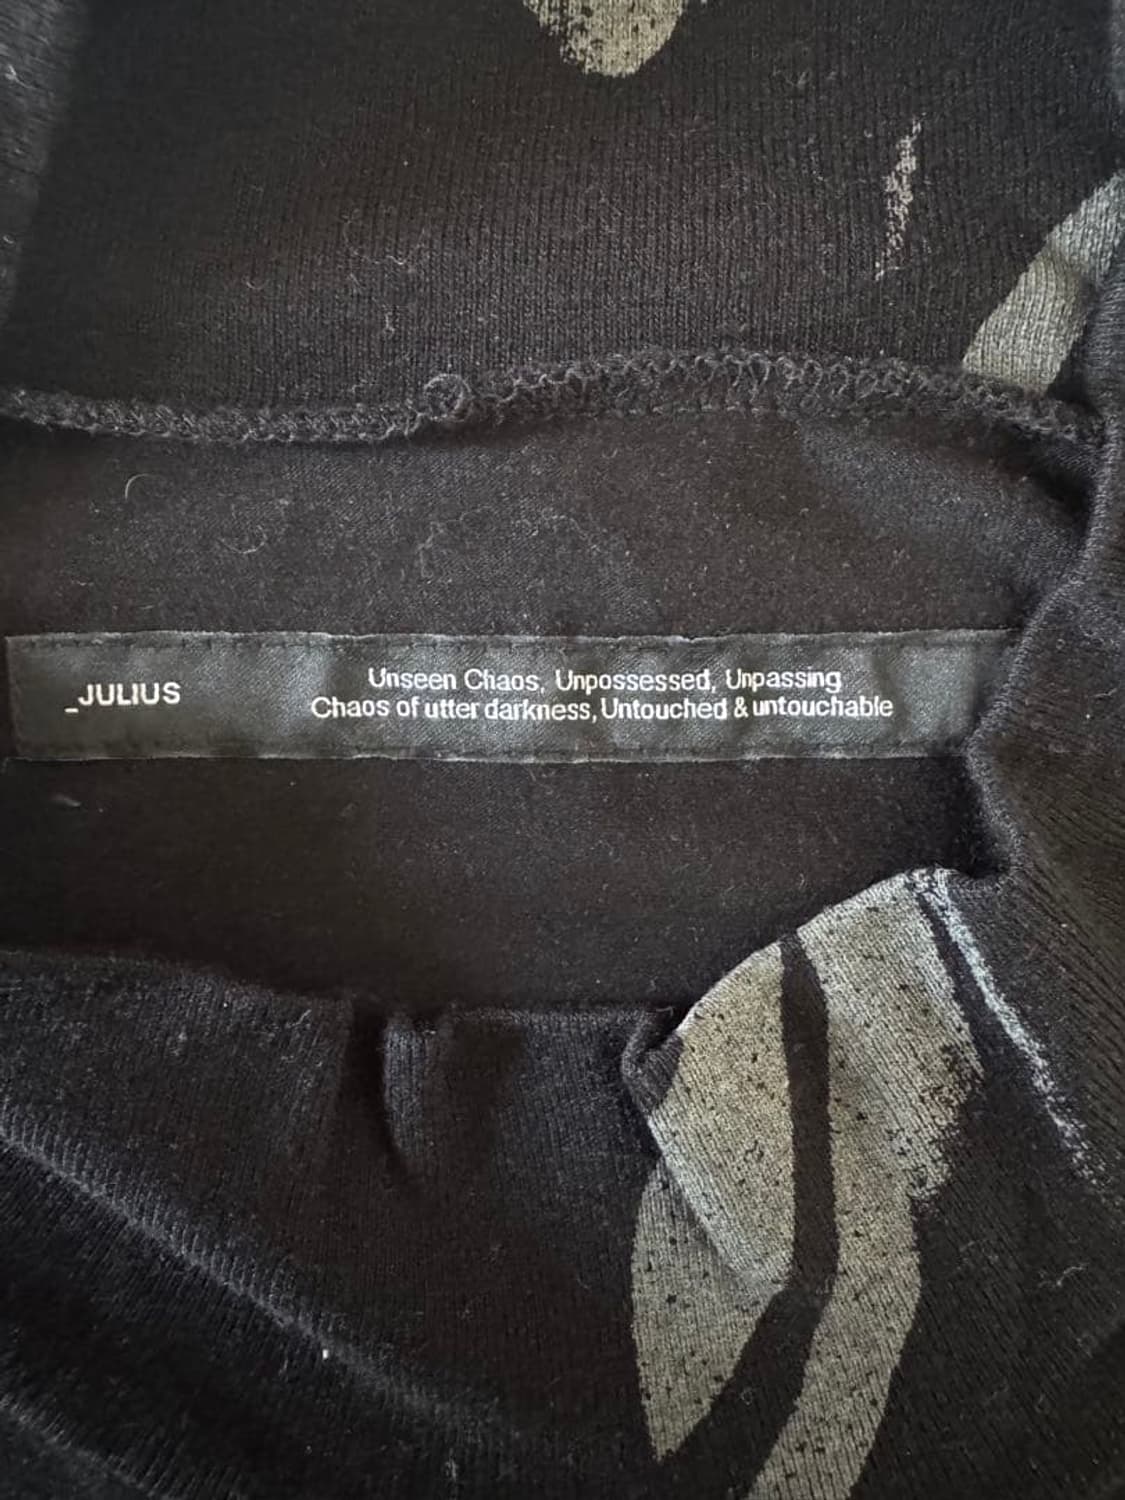 _JULIUS
Unseen Chaos, Unpossessed, Unpassing
Chaos of utter darkness, Untouched & untouchable